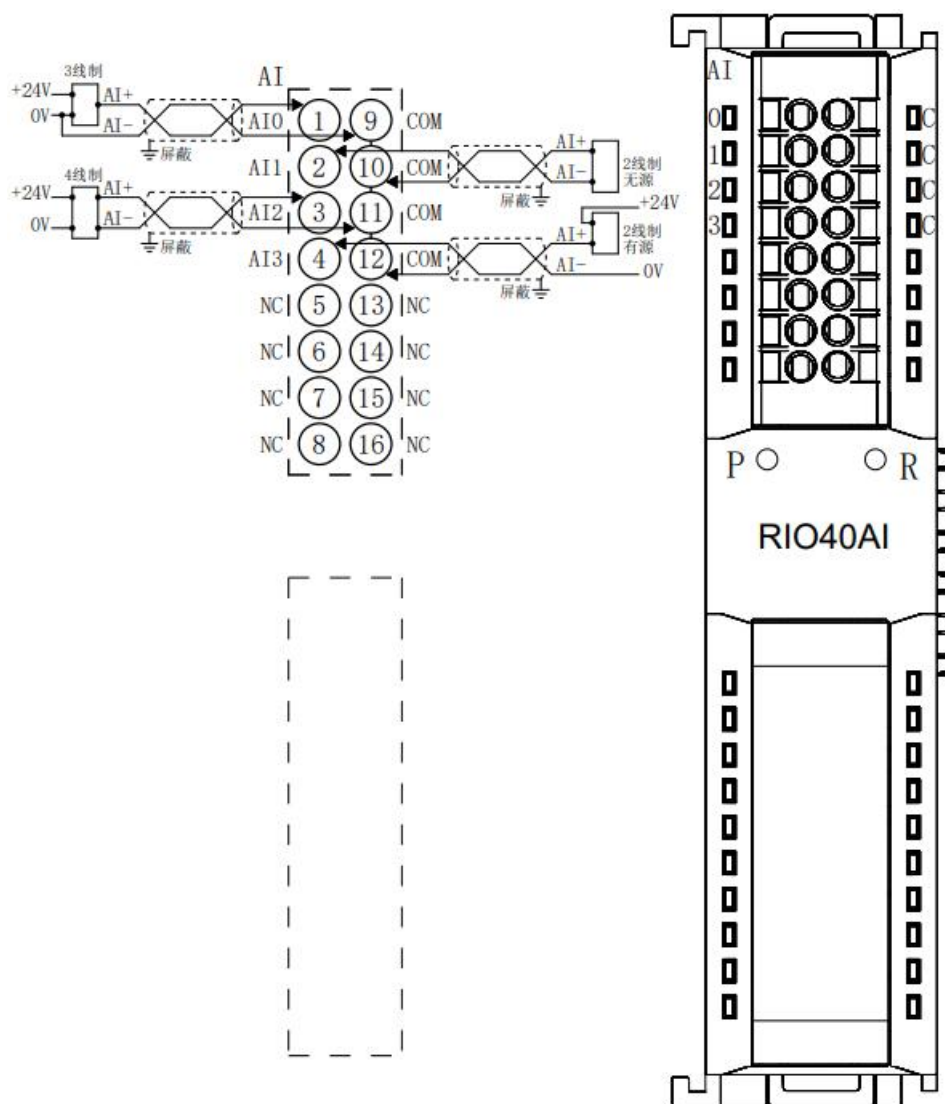 3线制
+24V
0V
AI+
AI-
屏蔽
4线制
+24V
0V
AI+
AI-
屏蔽
AI
AI0 1 9 COM
AI1 2 10 COM
AI2 3 11 COM
AI3 4 12 COM
NC 5 13 NC
NC 6 14 NC
NC 7 15 NC
NC 8 16 NC
AI+
AI-
2线制
无源
屏蔽
+24V
AI+
2线制
有源
AI-
0V
屏蔽
AI
0 C
1 C
2 C
3 C
P R
RIO40AI